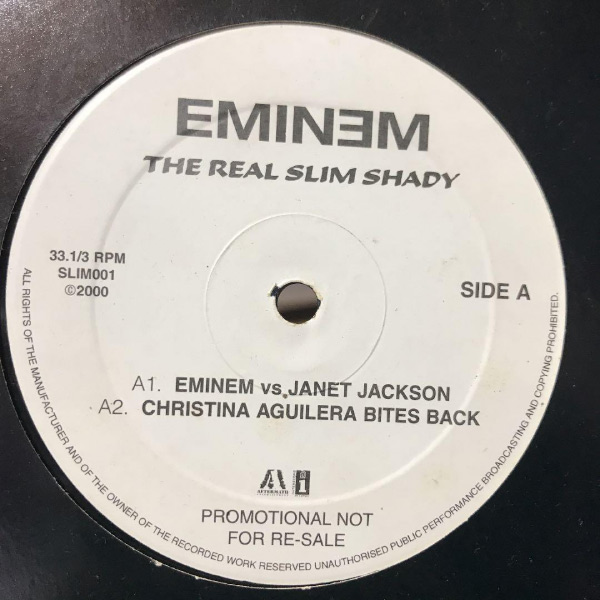 EMINƎM
THE REAL SLIM SHADY
33.1/3 RPM
SLIM001
©2000
SIDE A
A1. EMINEM vs. JANET JACKSON
A2. CHRISTINA AGUILERA BITES BACK
AFTERMATH
i
PROMOTIONAL NOT
FOR RE-SALE
ALL RIGHTS OF THE MANUFACTURER AND OF THE OWNER OF THE RECORDED WORK RESERVED UNAUTHORISED PUBLIC PERFORMANCE BROADCASTING AND COPYING PROHIBITED.